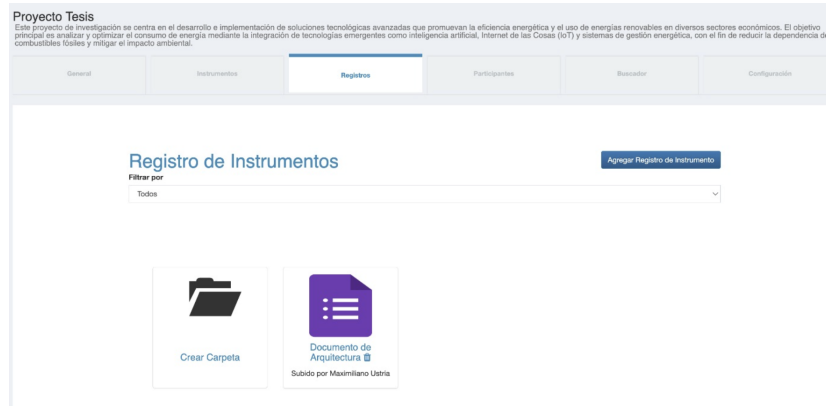 Proyecto Tesis
Este proyecto de investigación se centra en el desarrollo e implementación de soluciones tecnológicas avanzadas que promuevan la eficiencia energética y el uso de energías renovables en diversos sectores económicos. El objetivo
principal es analizar y optimizar el consumo de energía mediante la integración de tecnologías emergentes como inteligencia artificial, Internet de las Cosas (IoT) y sistemas de gestión energética, con el fin de reducir la dependencia de
combustibles fósiles y mitigar el impacto ambiental.
General Instrumentos Registros Participantes Buscador Configuración
Registro de Instrumentos
Agregar Registro de Instrumento
Filtrar por
Todos
Crear Carpeta
Documento de
Arquitectura
Subido por Maximiliano Ustria